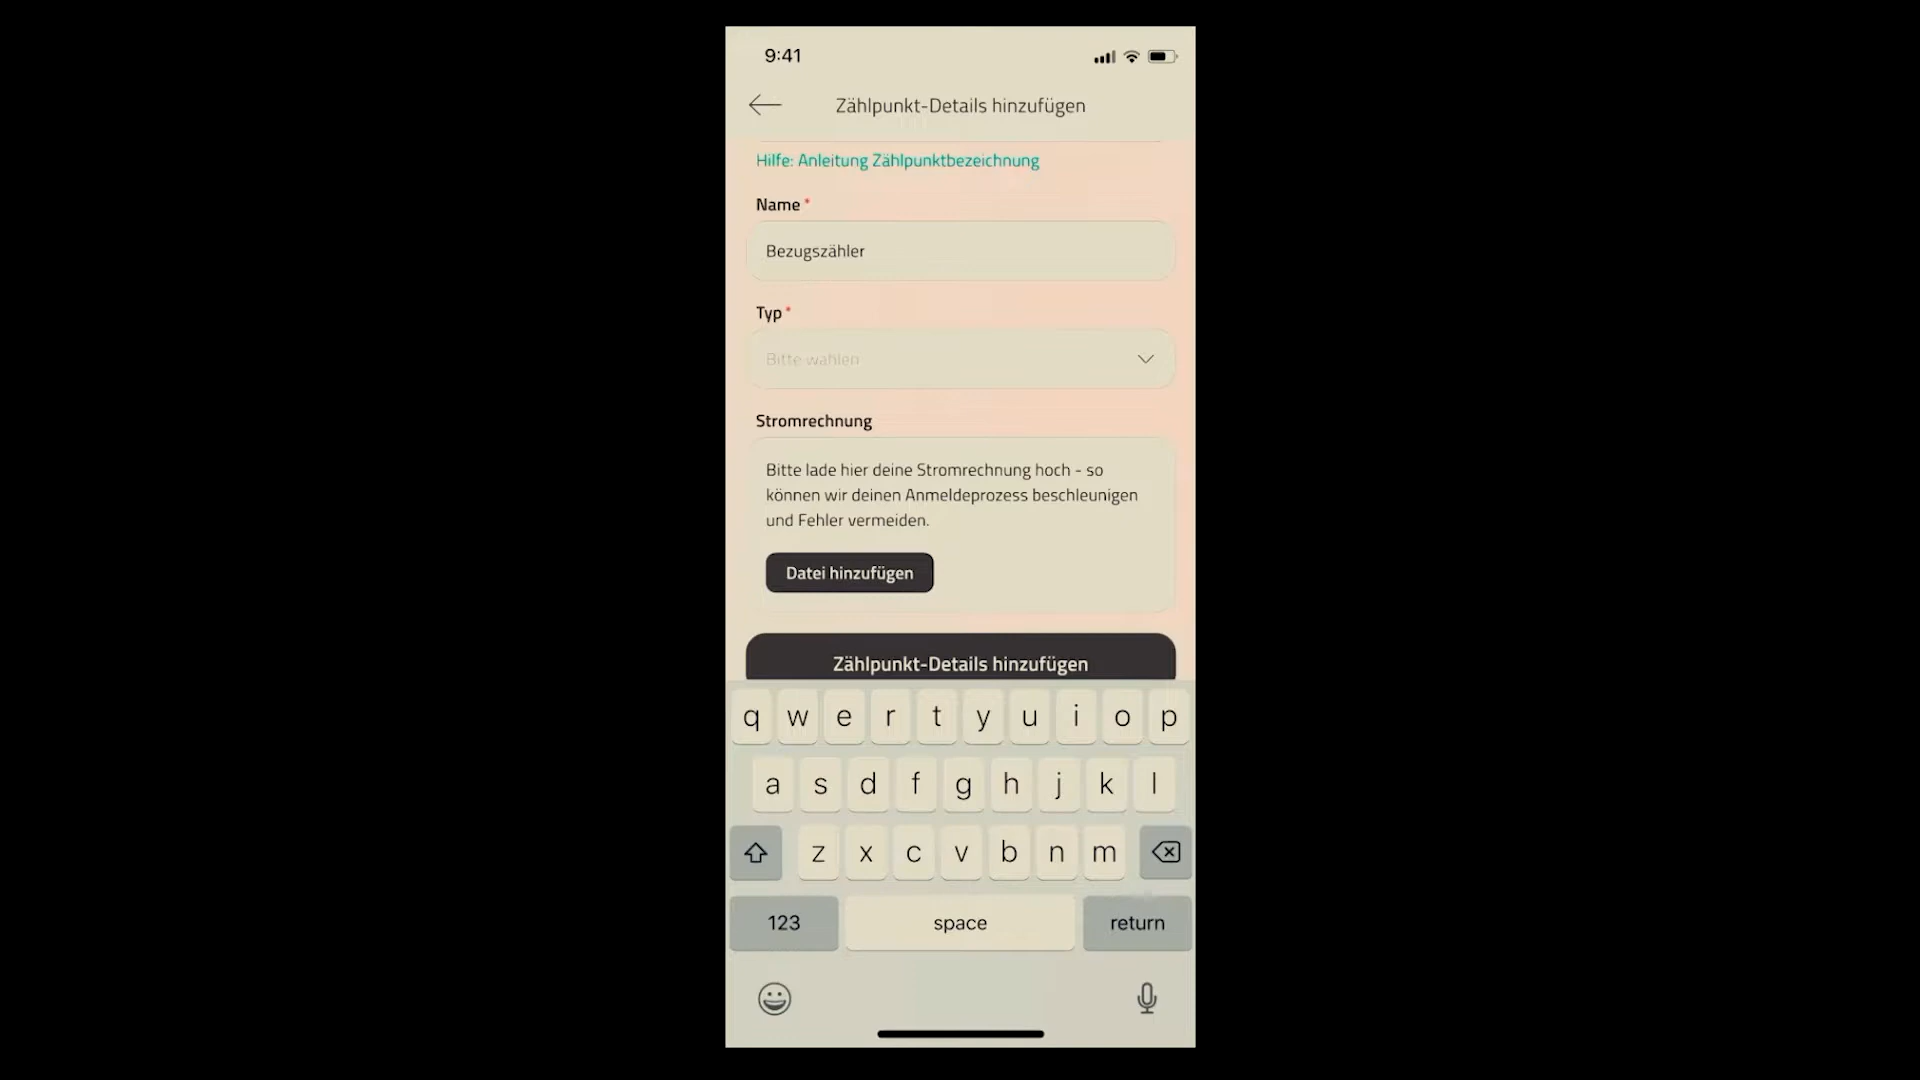 9:41
Zählpunkt-Details hinzufügen
Hilfe: Anleitung Zählpunktbezeichnung
Name *
Bezugszähler
Typ *
Bitte wählen
Stromrechnung
Bitte lade hier deine Stromrechnung hoch - so
können wir deinen Anmeldeprozess beschleunigen
und Fehler vermeiden.
Datei hinzufügen
Zählpunkt-Details hinzufügen
q w e r t y u i o p
a s d f g h j k l
z x c v b n m
123 space return